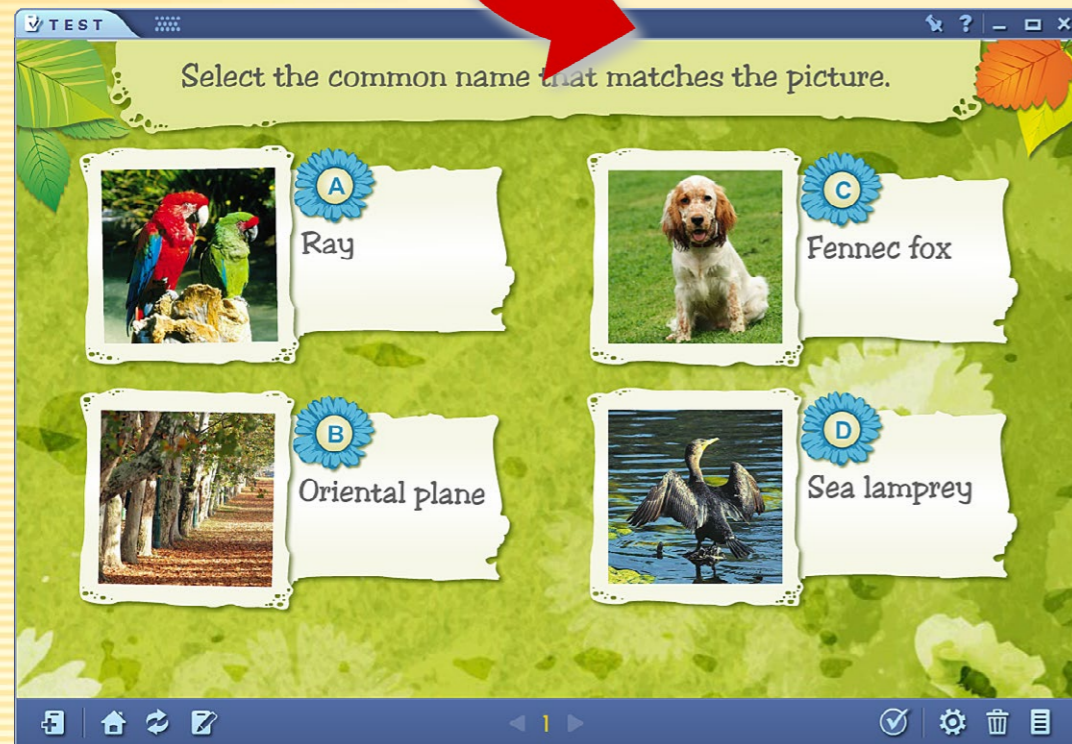 TEST
Select the common name that matches the picture.
A
Ray
C
Fennec fox
B
Oriental plane
D
Sea lamprey
1